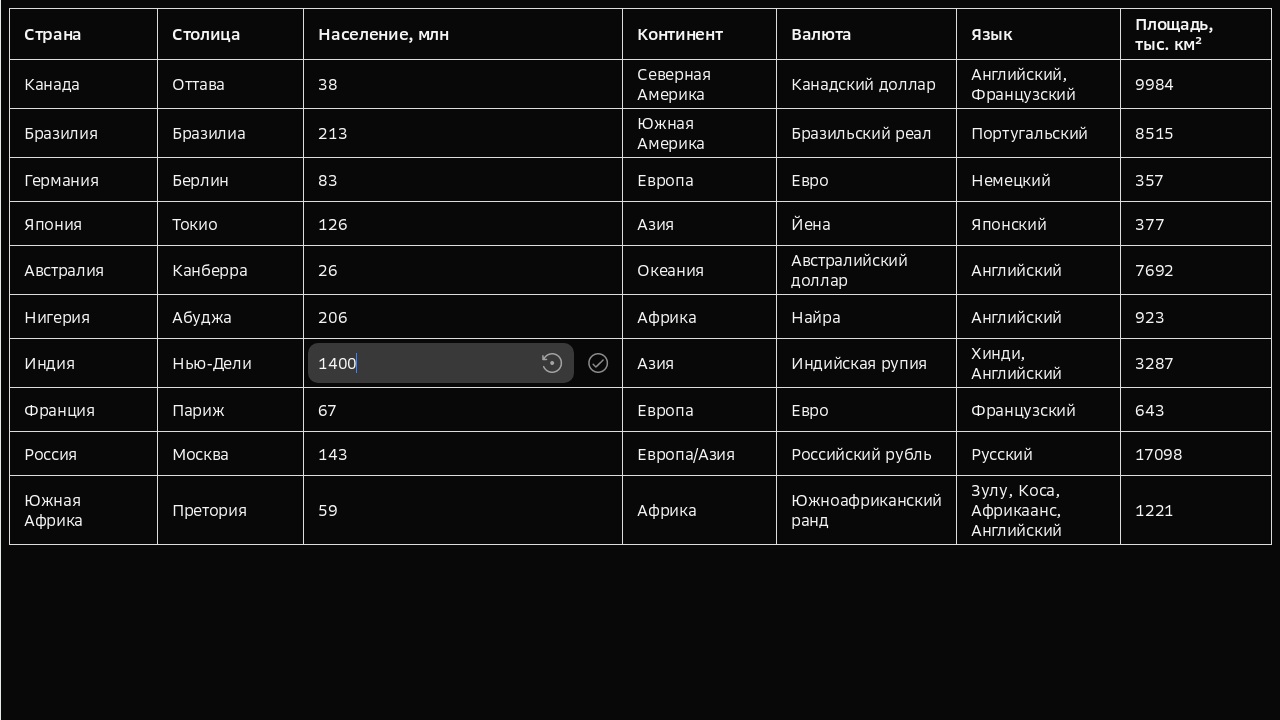 Страна Столица Население, млн Континент Валюта Язык Площадь, тыс. км²
Канада Оттава 38 Северная Америка Канадский доллар Английский, Французский 9984
Бразилия Бразилиа 213 Южная Америка Бразильский реал Португальский 8515
Германия Берлин 83 Европа Евро Немецкий 357
Япония Токио 126 Азия Йена Японский 377
Австралия Канберра 26 Океания Австралийский доллар Английский 7692
Нигерия Абуджа 206 Африка Найра Английский 923
Индия Нью-Дели 1400 Азия Индийская рупия Хинди, Английский 3287
Франция Париж 67 Европа Евро Французский 643
Россия Москва 143 Европа/Азия Российский рубль Русский 17098
Южная Африка Претория 59 Африка Южноафриканский ранд Зулу, Коса, Африкаанс, Английский 1221